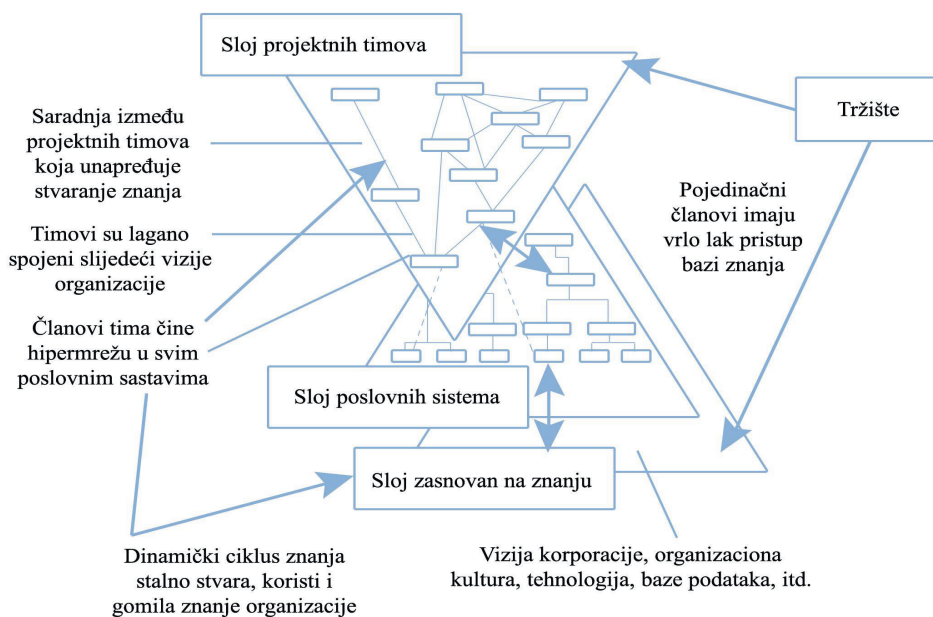 Sloj projektnih timova
Tržište
Saradnja između
projektnih timova
koja unapređuje
stvaranje znanja
Pojedinačni
članovi imaju
vrlo lak pristup
bazi znanja
Timovi su lagano
spojeni slijedeći vizije
organizacije
Članovi tima čine
hipermrežu u svim
poslovnim sastavima
Sloj poslovnih sistema
Sloj zasnovan na znanju
Dinamički ciklus znanja
stalno stvara, koristi i
gomila znanje organizacije
Vizija korporacije, organizaciona
kultura, tehnologija, baze podataka, itd.